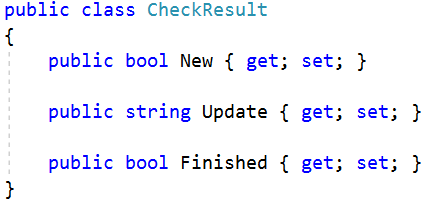 public class CheckResult
{
public bool New { get; set; }
public string Update { get; set; }
public bool Finished { get; set; }
}